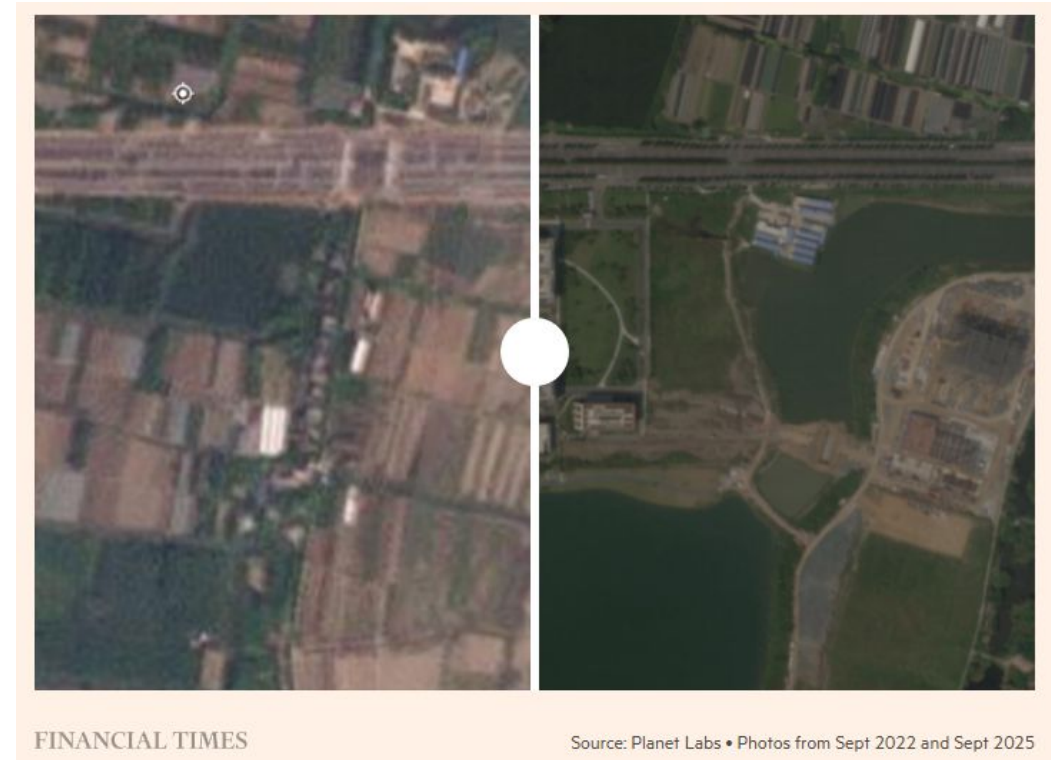 FINANCIAL TIMES
Source: Planet Labs • Photos from Sept 2022 and Sept 2025